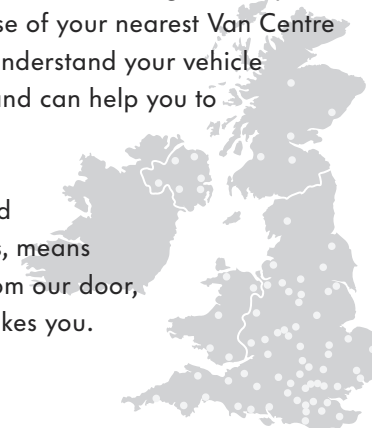 se of your nearest Van Centre
nderstand your vehicle
nd can help you to
d
, means
om our door,
kes you.